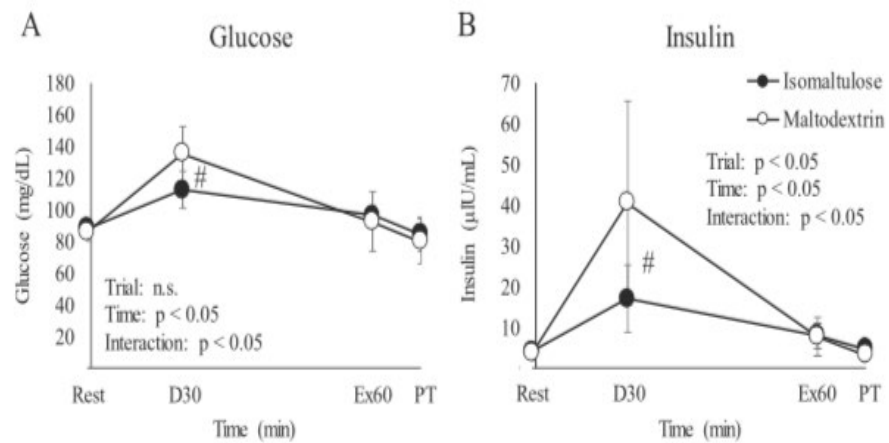 A
Glucose
Glucose (mg/dL)
180
160
140
120
100
80
60
40
20
#
Trial: n.s.
Time: p < 0.05
Interaction: p < 0.05
Rest
D30
Ex60
PT
Time (min)
B
Insulin
Insulin (μIU/mL)
70
60
50
40
30
20
10
Isomaltulose
Maltodextrin
Trial: p < 0.05
Time: p < 0.05
Interaction: p < 0.05
#
Rest
D30
Ex60
PT
Time (min)